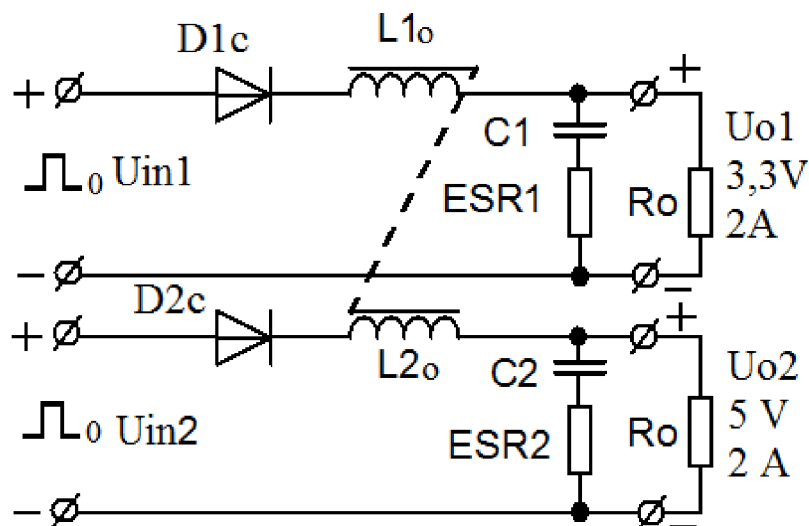 D1c
L1o
+
+
C1
Uo1
0 Uin1
3,3V
ESR1
Ro
2A
−
−
D2c
+
+
L2o
C2
Uo2
5 V
0 Uin2
ESR2
Ro
2 A
−
−